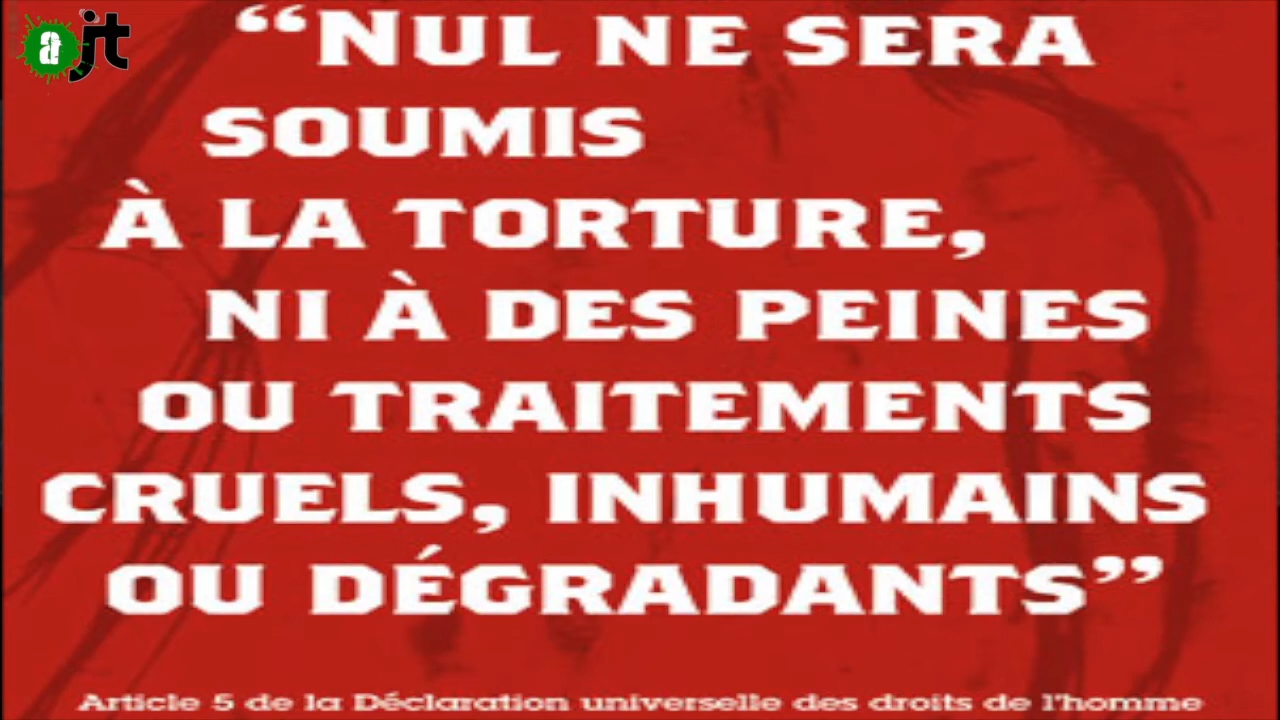 ajt
“NUL NE SERA
SOUMIS
À LA TORTURE,
NI À DES PEINES
OU TRAITEMENTS
CRUELS, INHUMAINS
OU DÉGRADANTS”
Article 5 de la Déclaration universelle des droits de l'homme